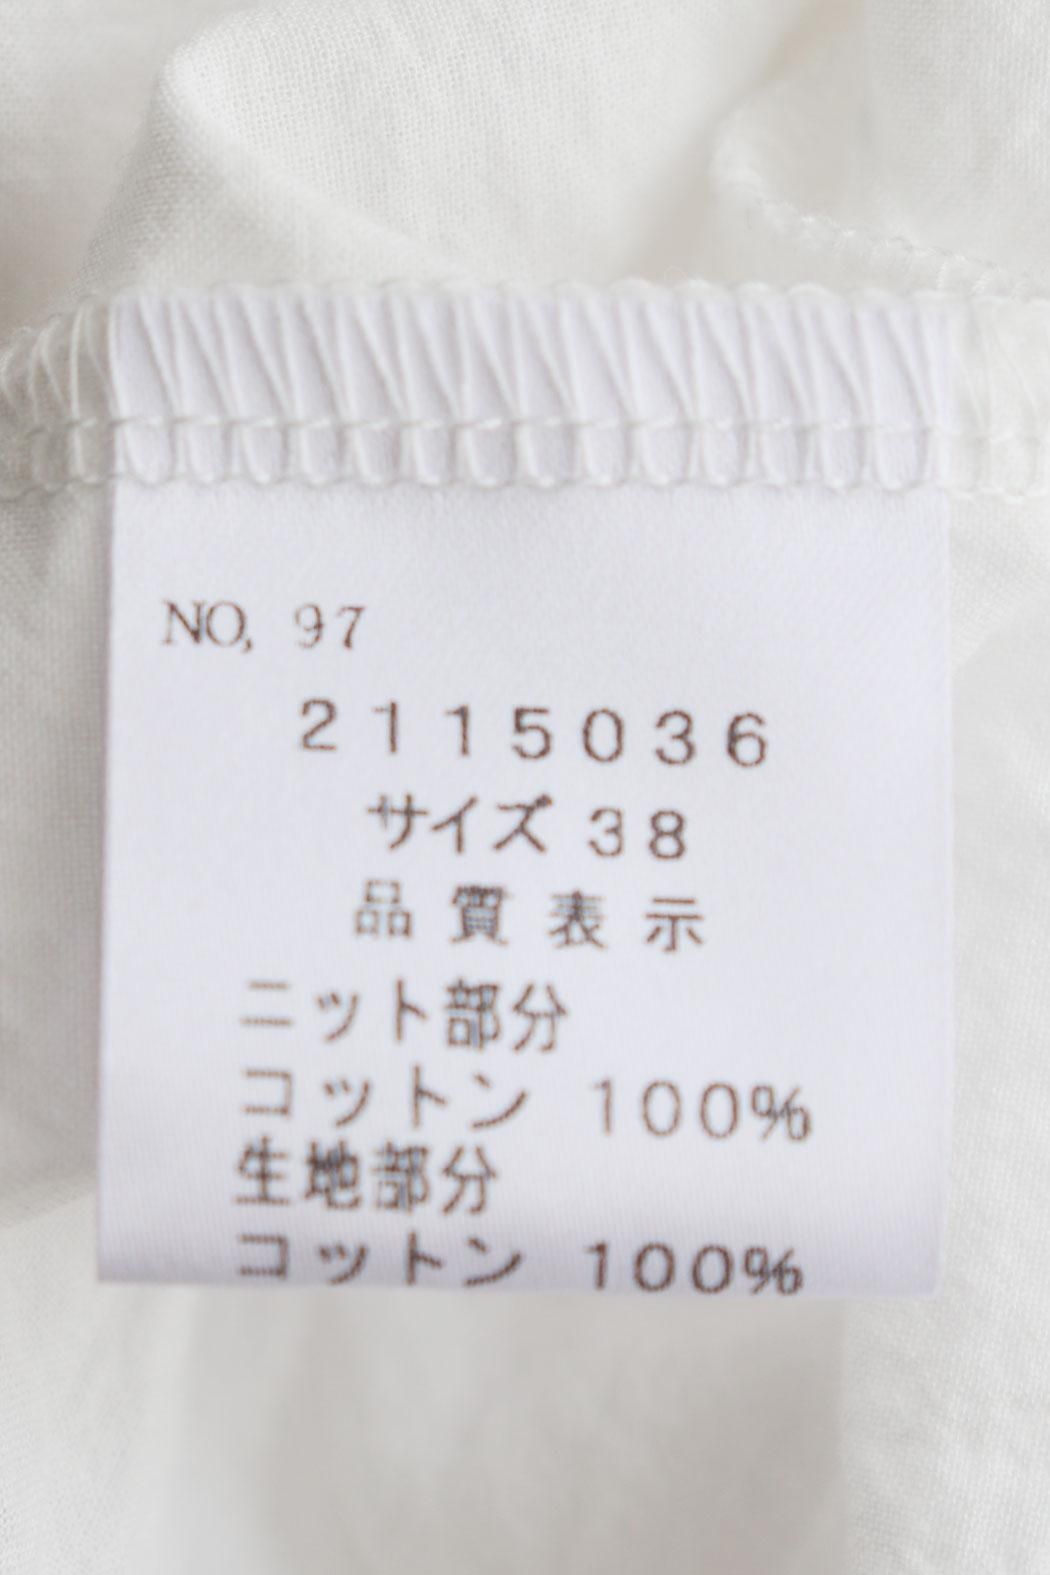 NO, 97
2115036
サイズ 38
品質表示
ニット部分
コットン 100%
生地部分
コットン 100%